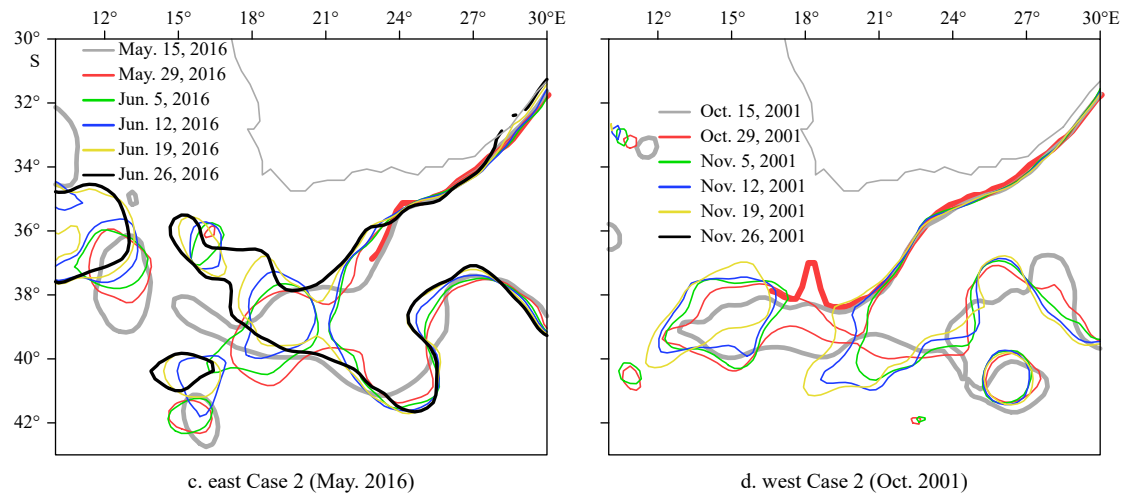 12° 15° 18° 21° 24° 27° 30°E
12° 15° 18° 21° 24° 27° 30°E
30°
S
32°
34°
36°
38°
40°
42°
May. 15, 2016
May. 29, 2016
Jun. 5, 2016
Jun. 12, 2016
Jun. 19, 2016
Jun. 26, 2016
Oct. 15, 2001
Oct. 29, 2001
Nov. 5, 2001
Nov. 12, 2001
Nov. 19, 2001
Nov. 26, 2001
c. east Case 2 (May. 2016)
d. west Case 2 (Oct. 2001)